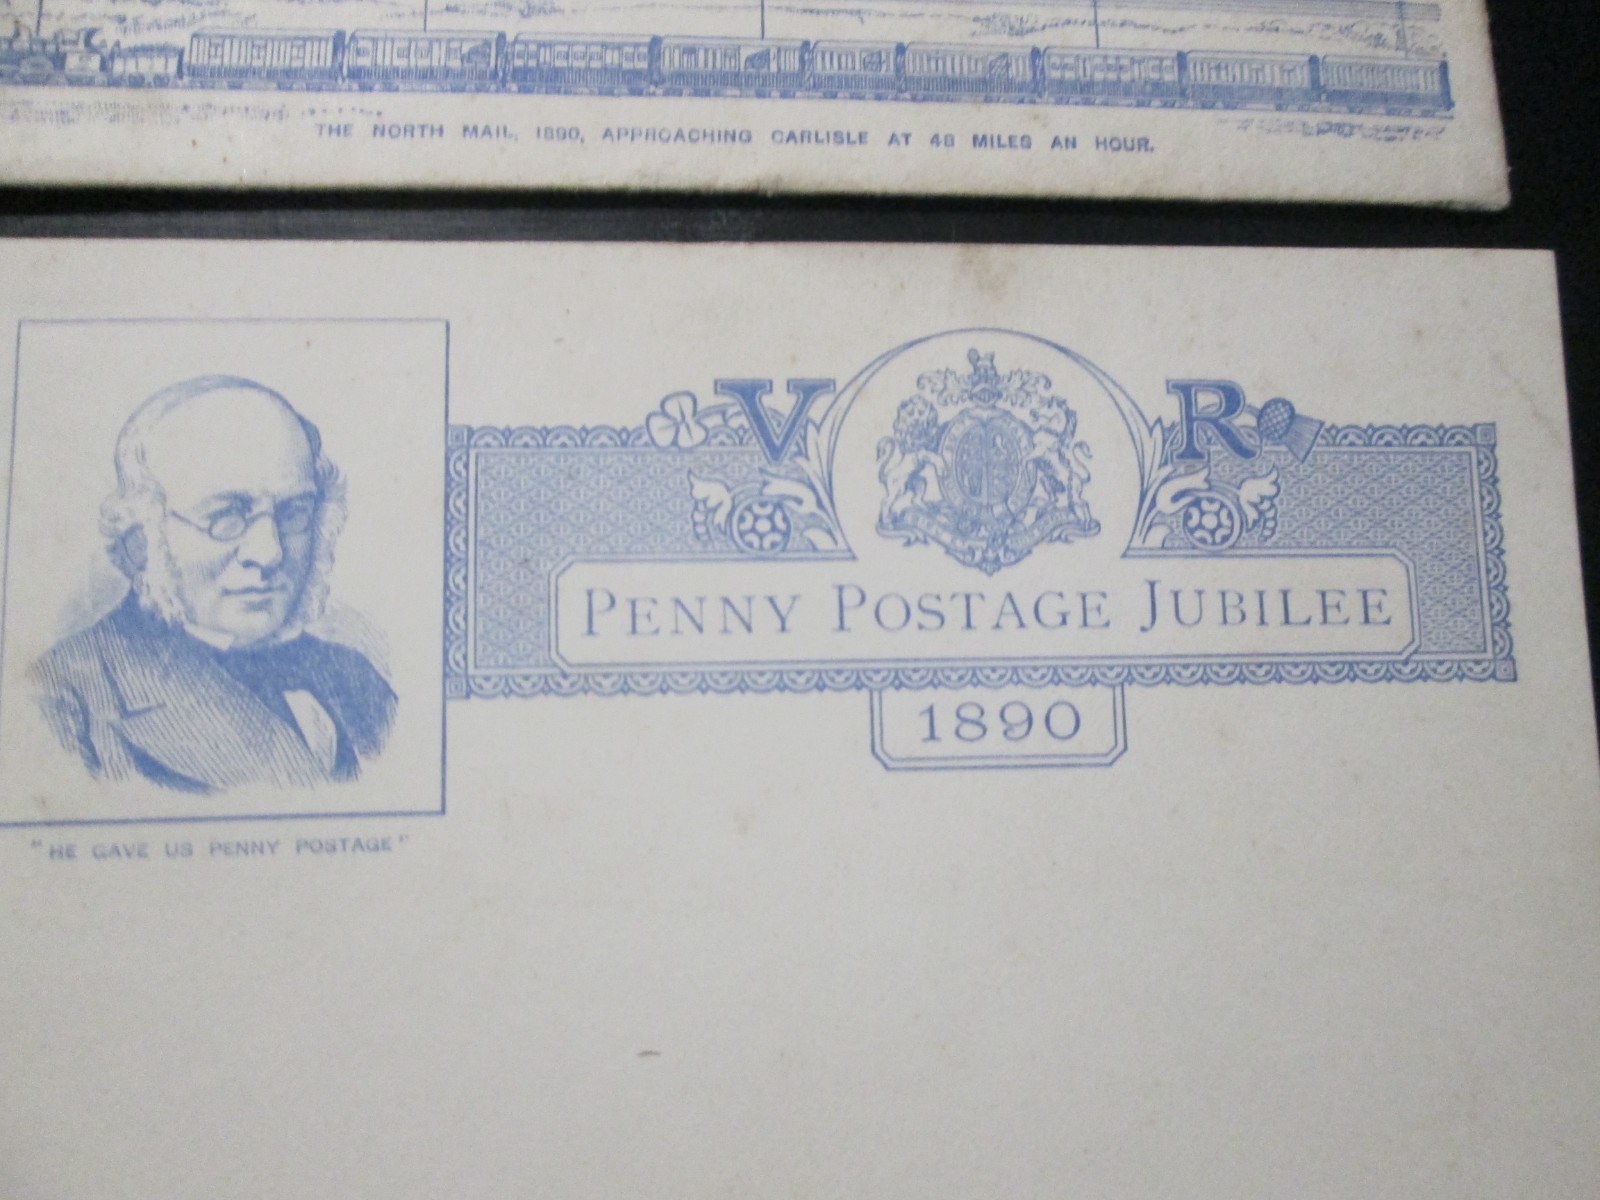 THE NORTH MAIL, 1890, APPROACHING CARLISLE AT 48 MILES AN HOUR.
V R
PENNY POSTAGE JUBILEE
1890
"HE GAVE US PENNY POSTAGE"